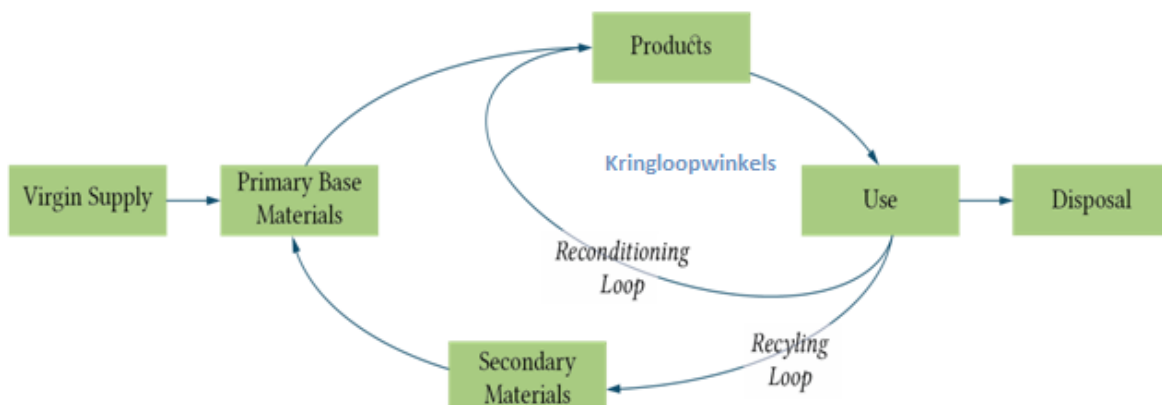 Products
Kringloopwinkels
Virgin Supply
Primary Base
Materials
Use
Disposal
Reconditioning
Loop
Recyling
Loop
Secondary
Materials